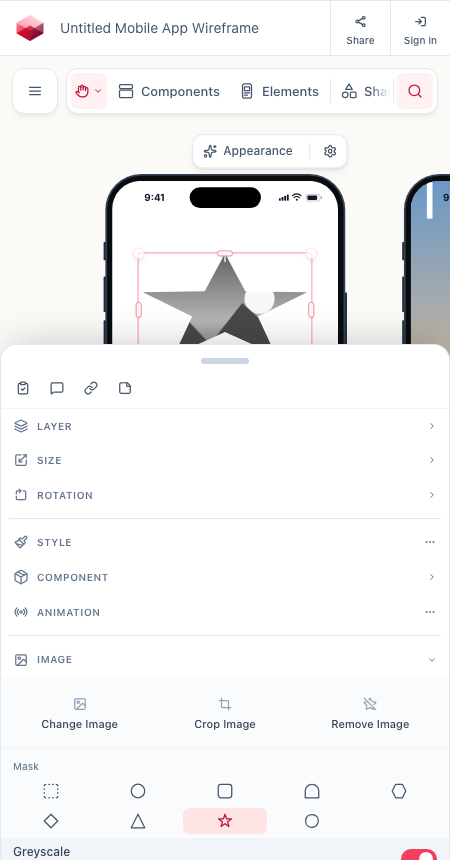 Untitled Mobile App Wireframe
Share
Sign in
Components
Elements
Sha
Appearance
9:41
9
LAYER
SIZE
ROTATION
STYLE
COMPONENT
ANIMATION
IMAGE
Change Image
Crop Image
Remove Image
Mask
Greyscale